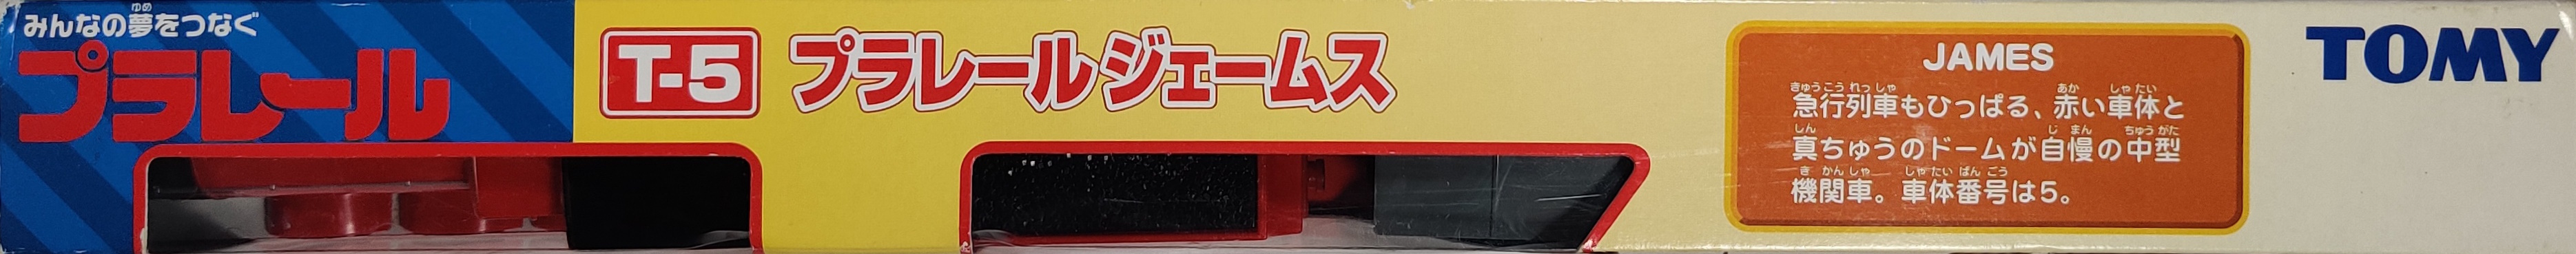 みんなの夢をつなぐ
プラレール
T-5 プラレール ジェームス
JAMES
急行列車もひっぱる、赤い車体と
真ちゅうのドームが自慢の中型
機関車。車体番号は5。
TOMY